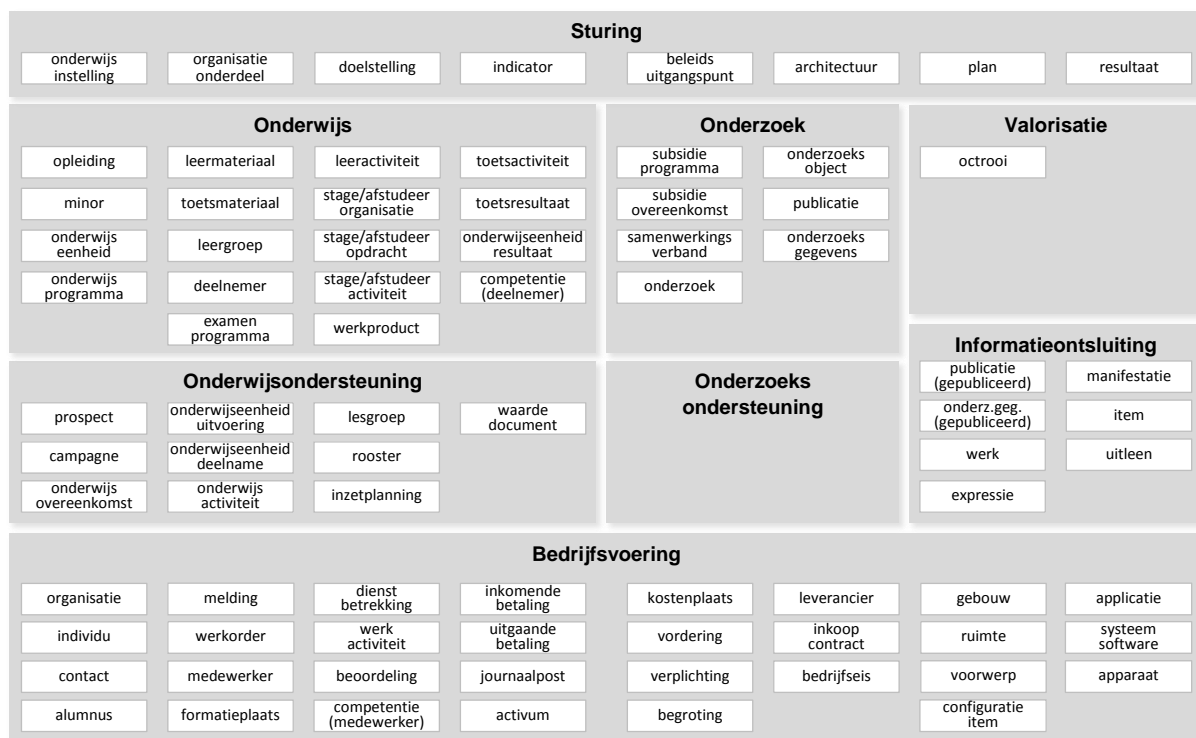 Sturing
onderwijs
instelling
organisatie
onderdeel
doelstelling
indicator
beleids
uitgangspunt
architectuur
plan
resultaat
Onderwijs
opleiding
leermateriaal
leeractiviteit
toetsactiviteit
minor
toetsmateriaal
stage/afstudeer
organisatie
toetsresultaat
onderwijs
eenheid
leergroep
stage/afstudeer
opdracht
onderwijseenheid
resultaat
onderwijs
programma
deelnemer
stage/afstudeer
activiteit
competentie
(deelnemer)
examen
programma
werkproduct
Onderzoek
subsidie
programma
onderzoeks
object
subsidie
overeenkomst
publicatie
samenwerkings
verband
onderzoeks
gegevens
onderzoek
Valorisatie
octrooi
Onderwijsondersteuning
prospect
onderwijseenheid
uitvoering
lesgroep
waarde
document
campagne
onderwijseenheid
deelname
rooster
onderwijs
overeenkomst
onderwijs
activiteit
inzetplanning
Onderzoeks
ondersteuning
Informatieontsluiting
publicatie
(gepubliceerd)
manifestatie
onderz.geg.
(gepubliceerd)
item
werk
uitleen
expressie
Bedrijfsvoering
organisatie
melding
dienst
betrekking
inkomende
betaling
kostenplaats
leverancier
gebouw
applicatie
individu
werkorder
werk
activiteit
uitgaande
betaling
vordering
inkoop
contract
ruimte
systeem
software
contact
medewerker
beoordeling
journaalpost
verplichting
bedrijfseis
voorwerp
apparaat
alumnus
formatieplaats
competentie
(medewerker)
activum
begroting
configuratie
item